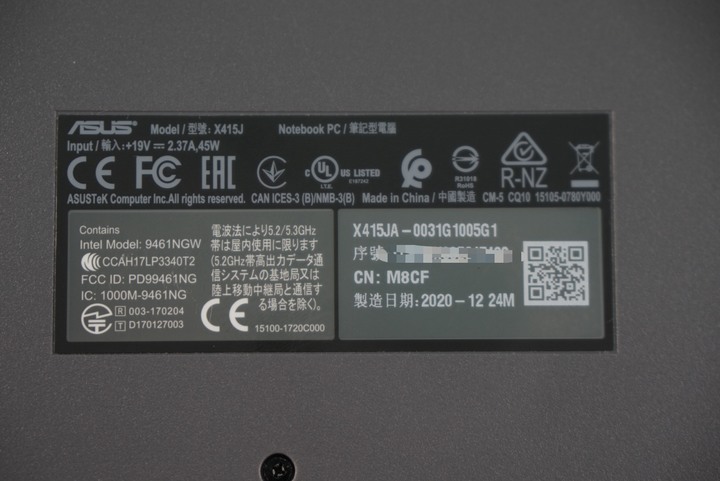 ASUS Model / 型號: X415J Notebook PC / 筆記型電腦
Input / 輸入: +19V ⎓ 2.37A, 45W
CE FC EAC c UL US LISTED R-NZ
I.T.E. E187242
R31018
RoHS
ASUSTeK Computer Inc. All rights reserved. CAN ICES-3 (B)/NMB-3(B) Made in China / 中國製造 CM-5 CQ10 15105-0780Y000
Contains
Intel Model: 9461NGW
CCAH17LP3340T2
FCC ID: PD99461NG
IC: 1000M-9461NG
R 003-170204
T D170127003
電波法により5.2/5.3GHz
帯は屋内使用に限ります
(5.2GHz帯高出力データ通
信システムの基地局又は
陸上移動中継局と通信す
る場合を除く)。
CE 15100-1720C000
X415JA-0031G1005G1
序號
CN: M8CF
製造日期: 2020-12 24M